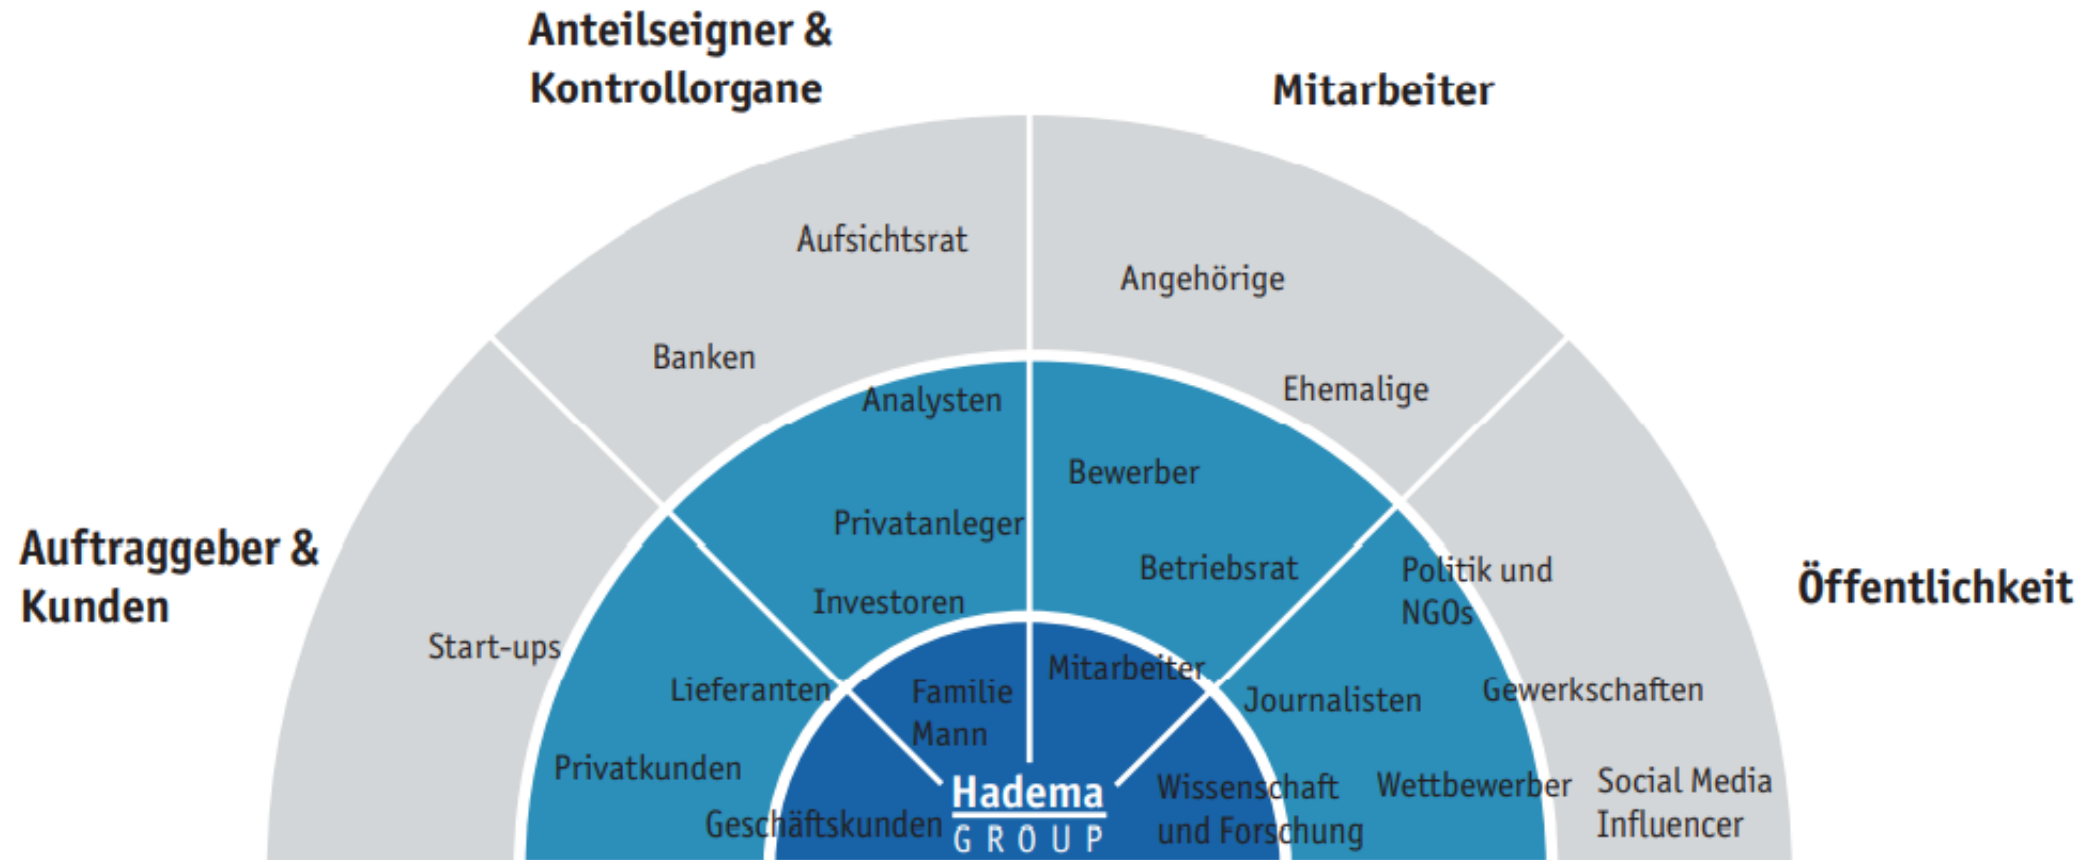 Anteilseigner &
Kontrollorgane
Mitarbeiter
Aufsichtsrat
Angehörige
Banken
Ehemalige
Analysten
Bewerber
Privatanleger
Betriebsrat
Investoren
Auftraggeber &
Kunden
Politik und
NGOs
Öffentlichkeit
Start-ups
Lieferanten
Familie
Mann
Mitarbeiter
Journalisten
Gewerkschaften
Privatkunden
Geschäftskunden
Hadema
GROUP
Wissenschaft
und Forschung
Wettbewerber
Social Media
Influencer